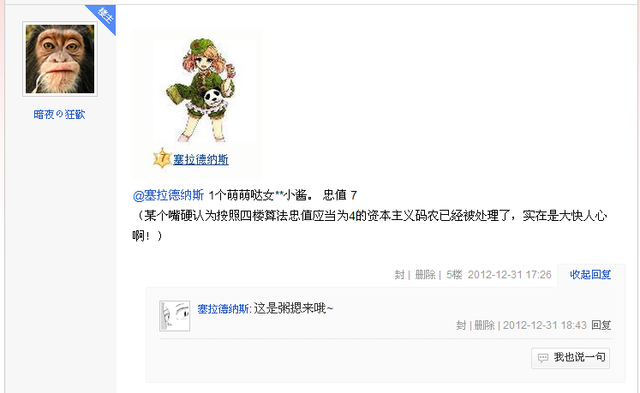 楼主
暗夜の狂歡
7 塞拉德纳斯
@塞拉德纳斯 1个萌萌哒女**小酱。 忠值 7
（某个嘴硬认为按照四楼算法忠值应当为4的资本主义码农已经被处理了，实在是大快人心
啊！）
封 | 删除 | 5楼 2012-12-31 17:26 收起回复
塞拉德纳斯: 这是粥摁来哦~
封 | 删除 | 2012-12-31 18:43 回复
我也说一句